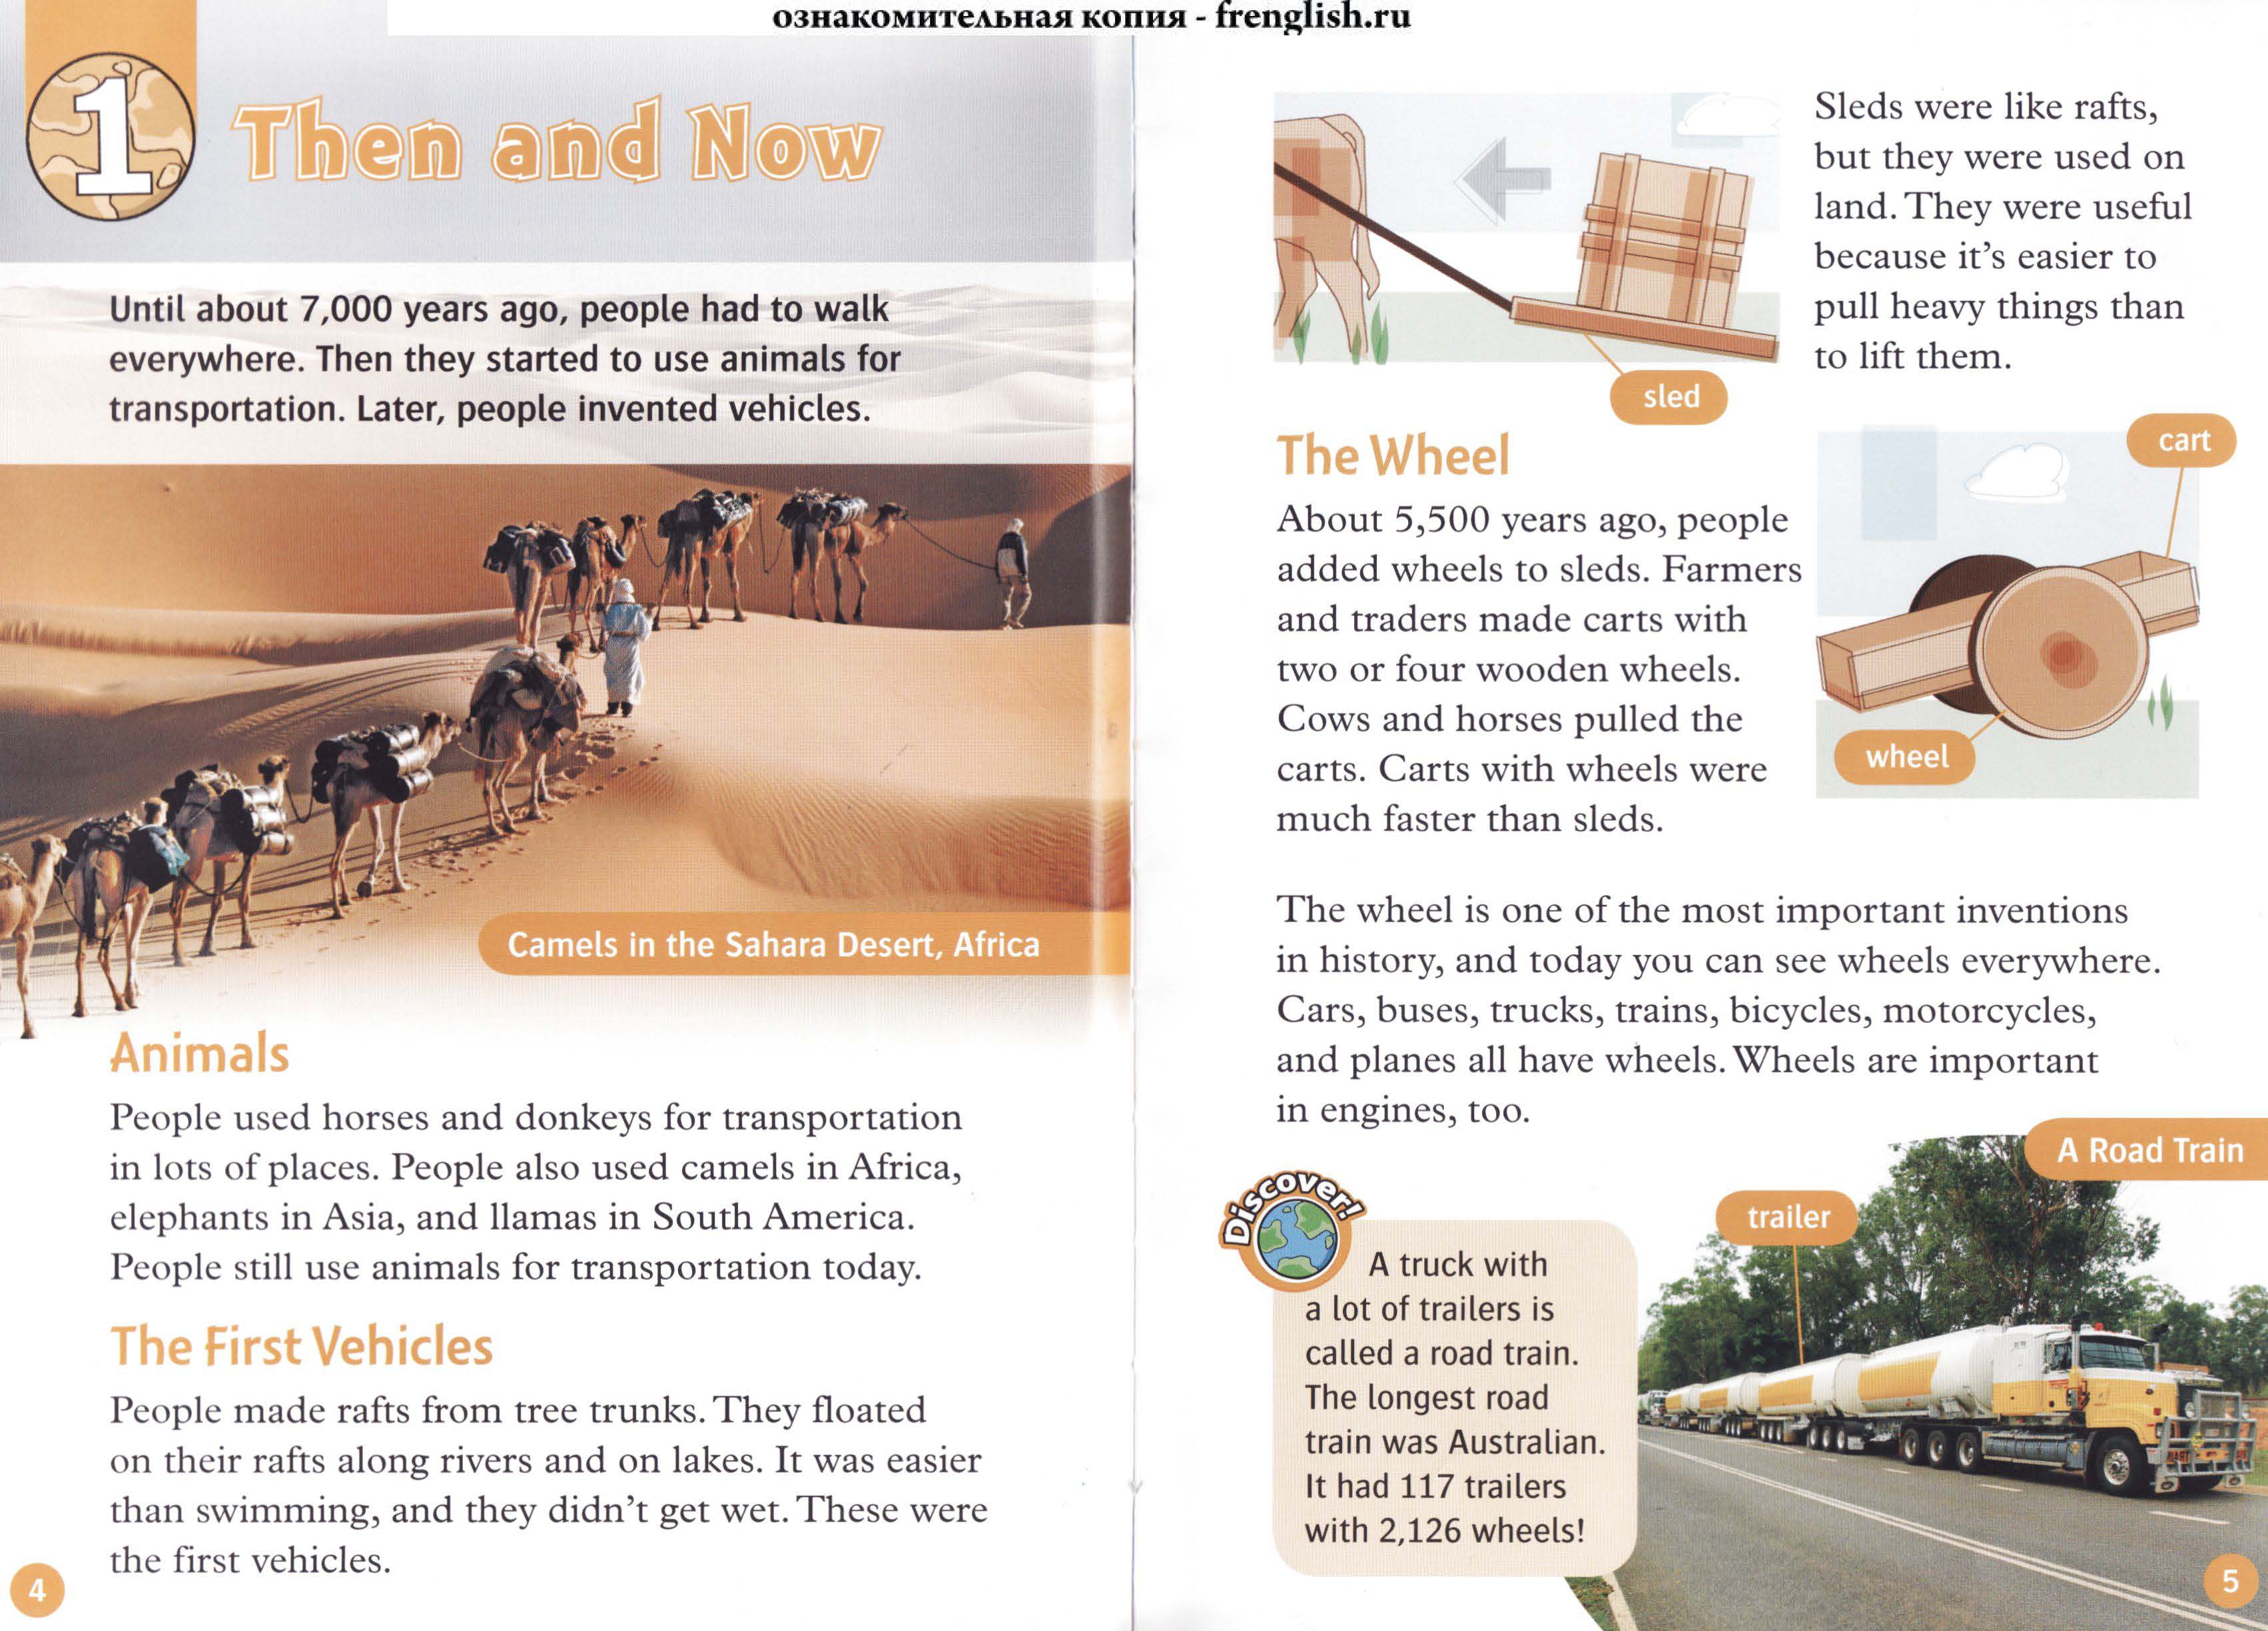 ознакомительная копия - frenglish.ru
1
Then and Now
Until about 7,000 years ago, people had to walk
everywhere. Then they started to use animals for
transportation. Later, people invented vehicles.
Camels in the Sahara Desert, Africa
Animals
People used horses and donkeys for transportation
in lots of places. People also used camels in Africa,
elephants in Asia, and llamas in South America.
People still use animals for transportation today.
The First Vehicles
People made rafts from tree trunks. They floated
on their rafts along rivers and on lakes. It was easier
than swimming, and they didn't get wet. These were
the first vehicles.
4
Sleds were like rafts,
but they were used on
land. They were useful
because it's easier to
pull heavy things than
to lift them.
sled
The Wheel
About 5,500 years ago, people
added wheels to sleds. Farmers
and traders made carts with
two or four wooden wheels.
Cows and horses pulled the
carts. Carts with wheels were
much faster than sleds.
cart
wheel
The wheel is one of the most important inventions
in history, and today you can see wheels everywhere.
Cars, buses, trucks, trains, bicycles, motorcycles,
and planes all have wheels. Wheels are important
in engines, too.
Discover!
A truck with
a lot of trailers is
called a road train.
The longest road
train was Australian.
It had 117 trailers
with 2,126 wheels!
A Road Train
trailer
5